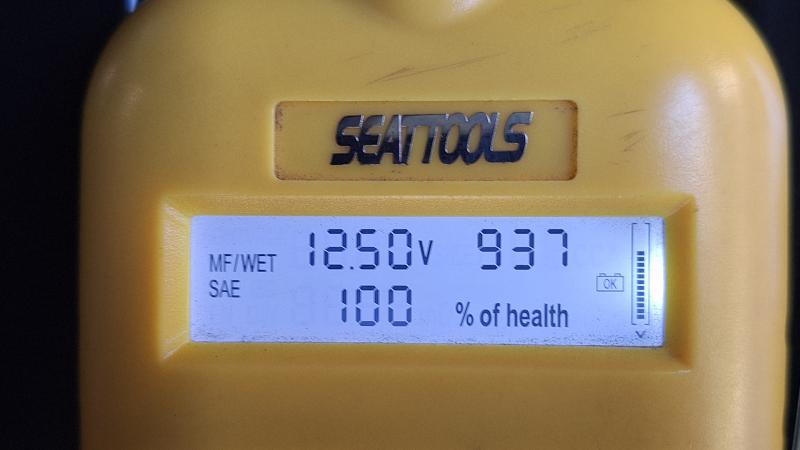 SEATTOOLS
MF/WET 12.50V 937
SAE 100 % of health
OK